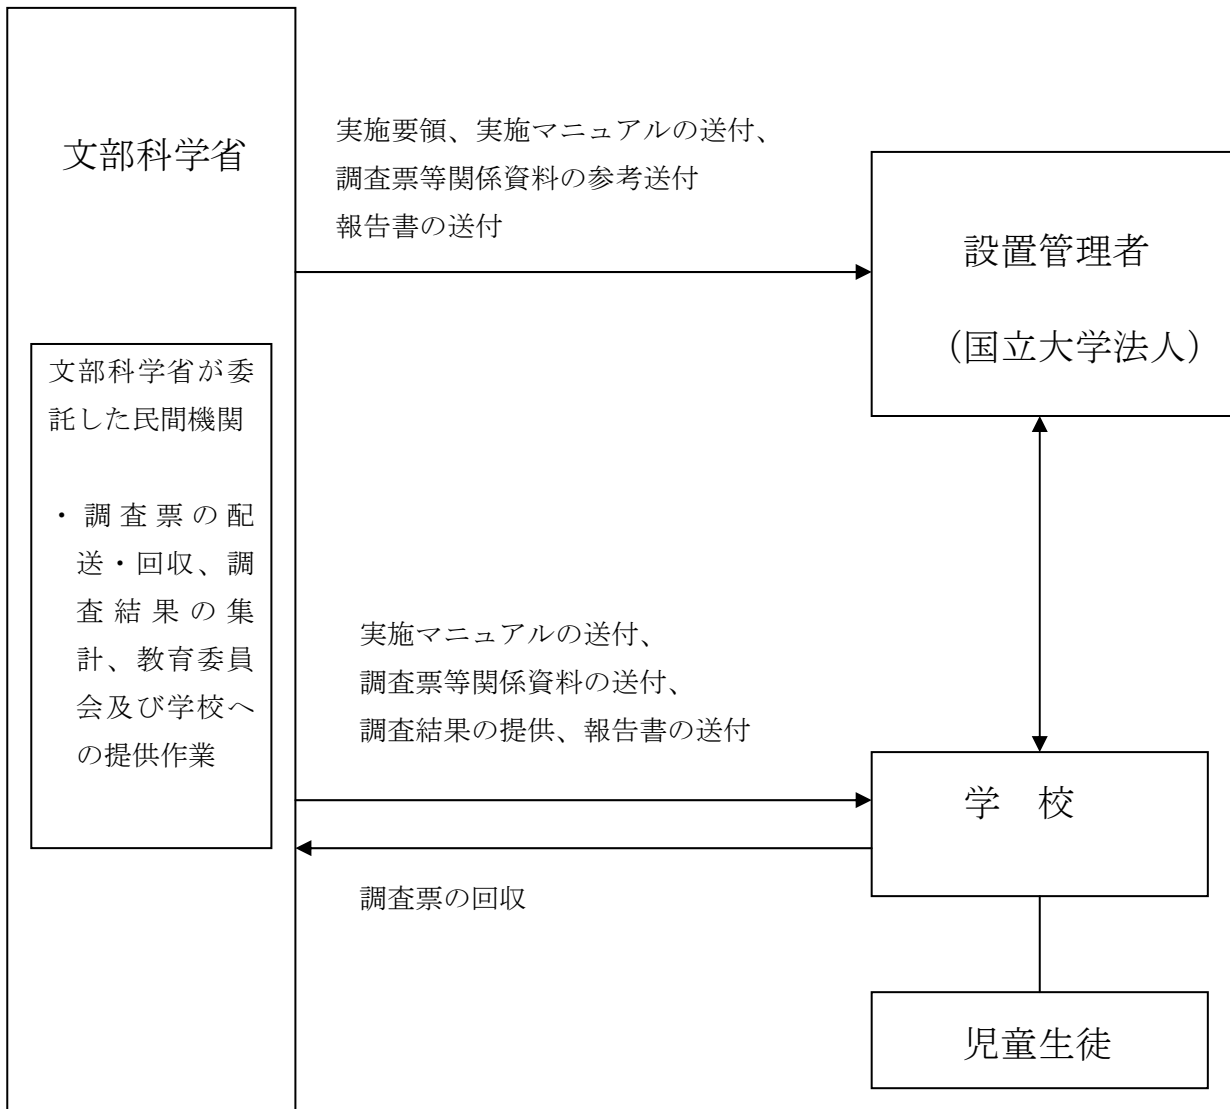 文部科学省
実施要領、実施マニュアルの送付、
調査票等関係資料の参考送付
報告書の送付
設置管理者
（国立大学法人）
文部科学省が委
託した民間機関
・調査票の配
送・回収、調
査結果の集
計、教育委員
会及び学校へ
の提供作業
実施マニュアルの送付、
調査票等関係資料の送付、
調査結果の提供、報告書の送付
学　校
調査票の回収
児童生徒